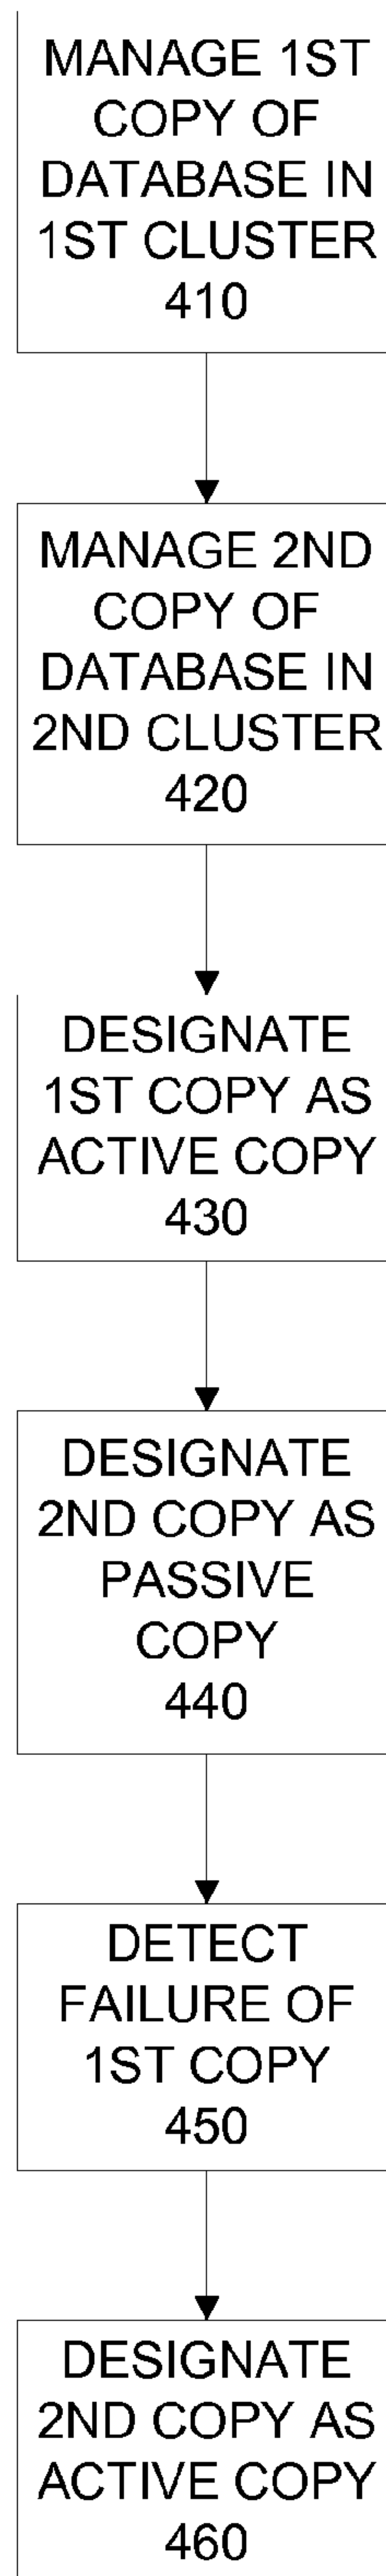 MANAGE 1ST
COPY OF
DATABASE IN
1ST CLUSTER
410
MANAGE 2ND
COPY OF
DATABASE IN
2ND CLUSTER
420
DESIGNATE
1ST COPY AS
ACTIVE COPY
430
DESIGNATE
2ND COPY AS
PASSIVE
COPY
440
DETECT
FAILURE OF
1ST COPY
450
DESIGNATE
2ND COPY AS
ACTIVE COPY
460